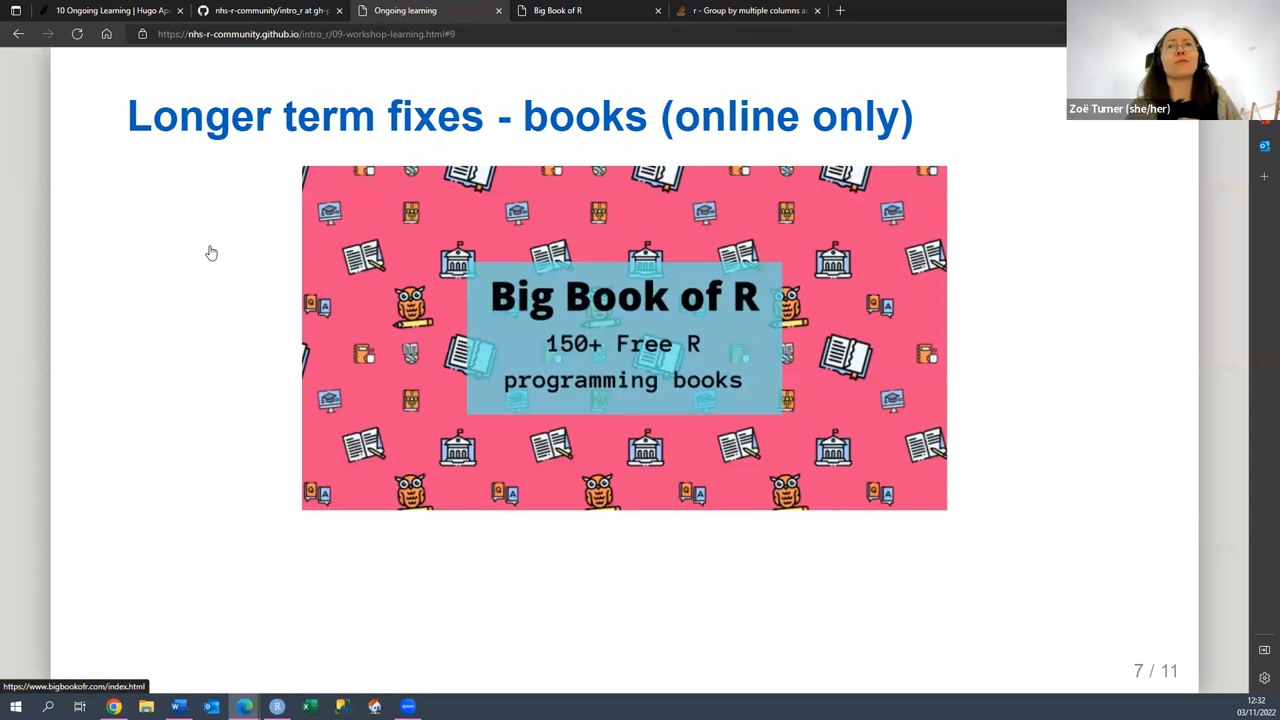 10 Ongoing Learning | Hugo Ap
nhs-r-community/intro_r at gh-p
Ongoing learning
Big Book of R
r - Group by multiple columns a
https://nhs-r-community.github.io/intro_r/09-workshop-learning.html#9
Zoë Turner (she/her)
Longer term fixes - books (online only)
Big Book of R
150+ Free R
programming books
7 / 11
https://www.bigbookofr.com/index.html
12:32
03/11/2022